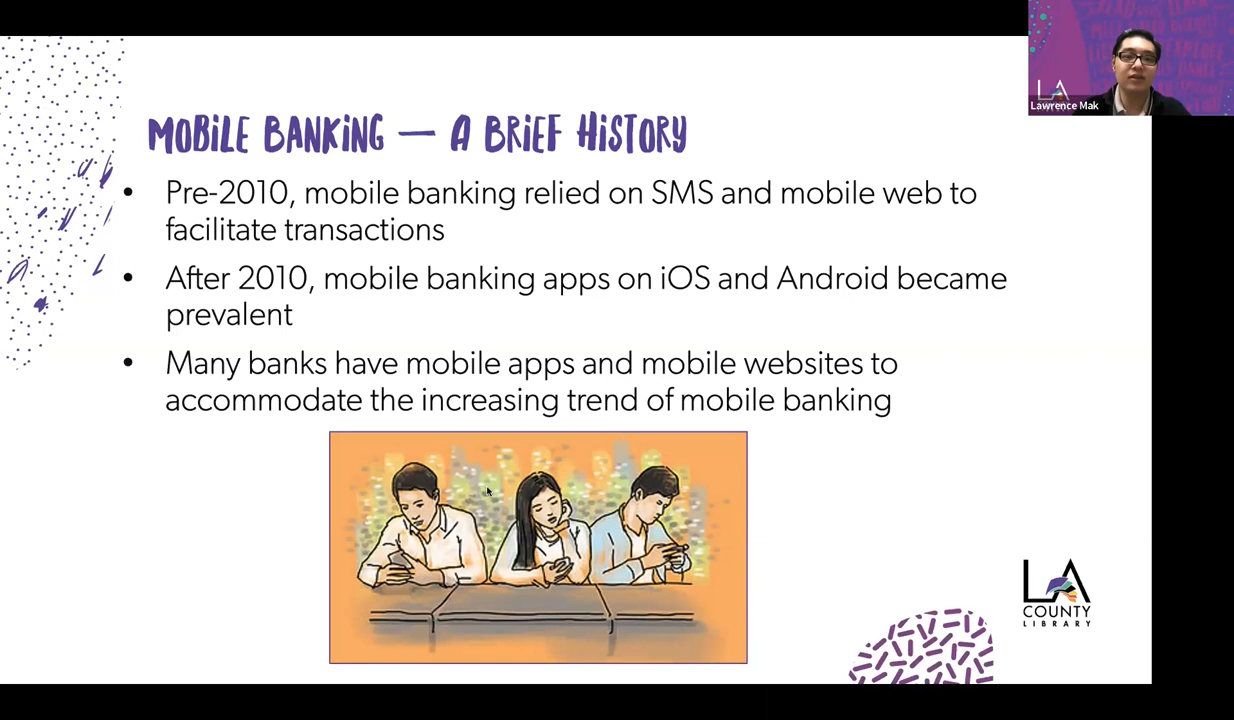 LA
Lawrence Mak
MOBILE BANKING — A BRIEF HISTORY
• Pre-2010, mobile banking relied on SMS and mobile web to
facilitate transactions
• After 2010, mobile banking apps on iOS and Android became
prevalent
• Many banks have mobile apps and mobile websites to
accommodate the increasing trend of mobile banking
LA
COUNTY
LIBRARY